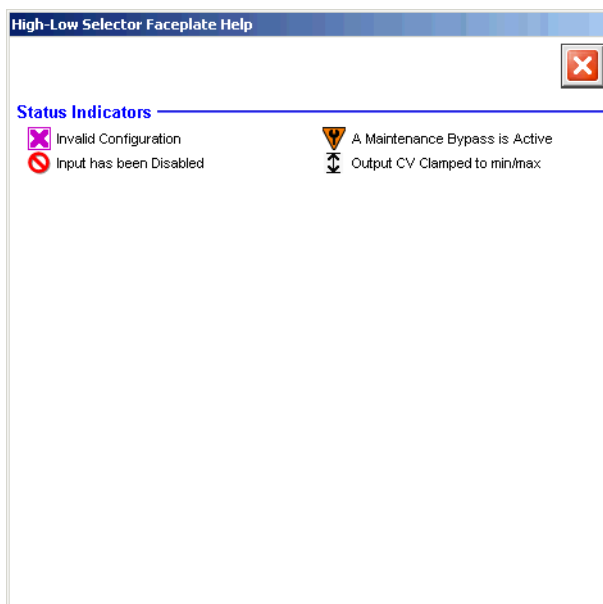 High-Low Selector Faceplate Help
Status Indicators
Invalid Configuration
A Maintenance Bypass is Active
Input has been Disabled
Output CV Clamped to min/max